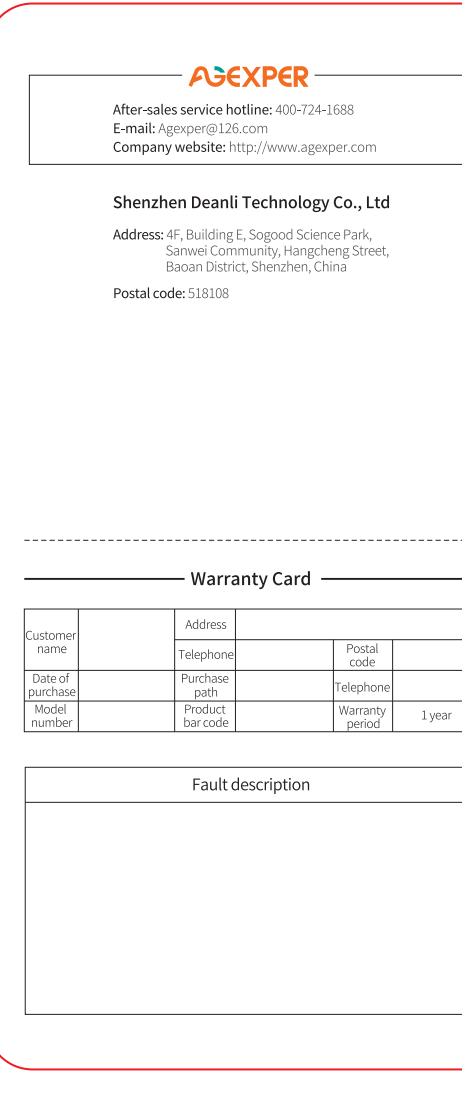 AGEXPER
After-sales service hotline: 400-724-1688
E-mail: Agexper@126.com
Company website: http://www.agexper.com
Shenzhen Deanli Technology Co., Ltd
Address: 4F, Building E, Sogood Science Park,
Sanwei Community, Hangcheng Street,
Baoan District, Shenzhen, China
Postal code: 518108
Warranty Card
Customer
name
Address
Telephone
Postal
code
Date of
purchase
Purchase
path
Telephone
Model
number
Product
bar code
Warranty
period
1 year
Fault description